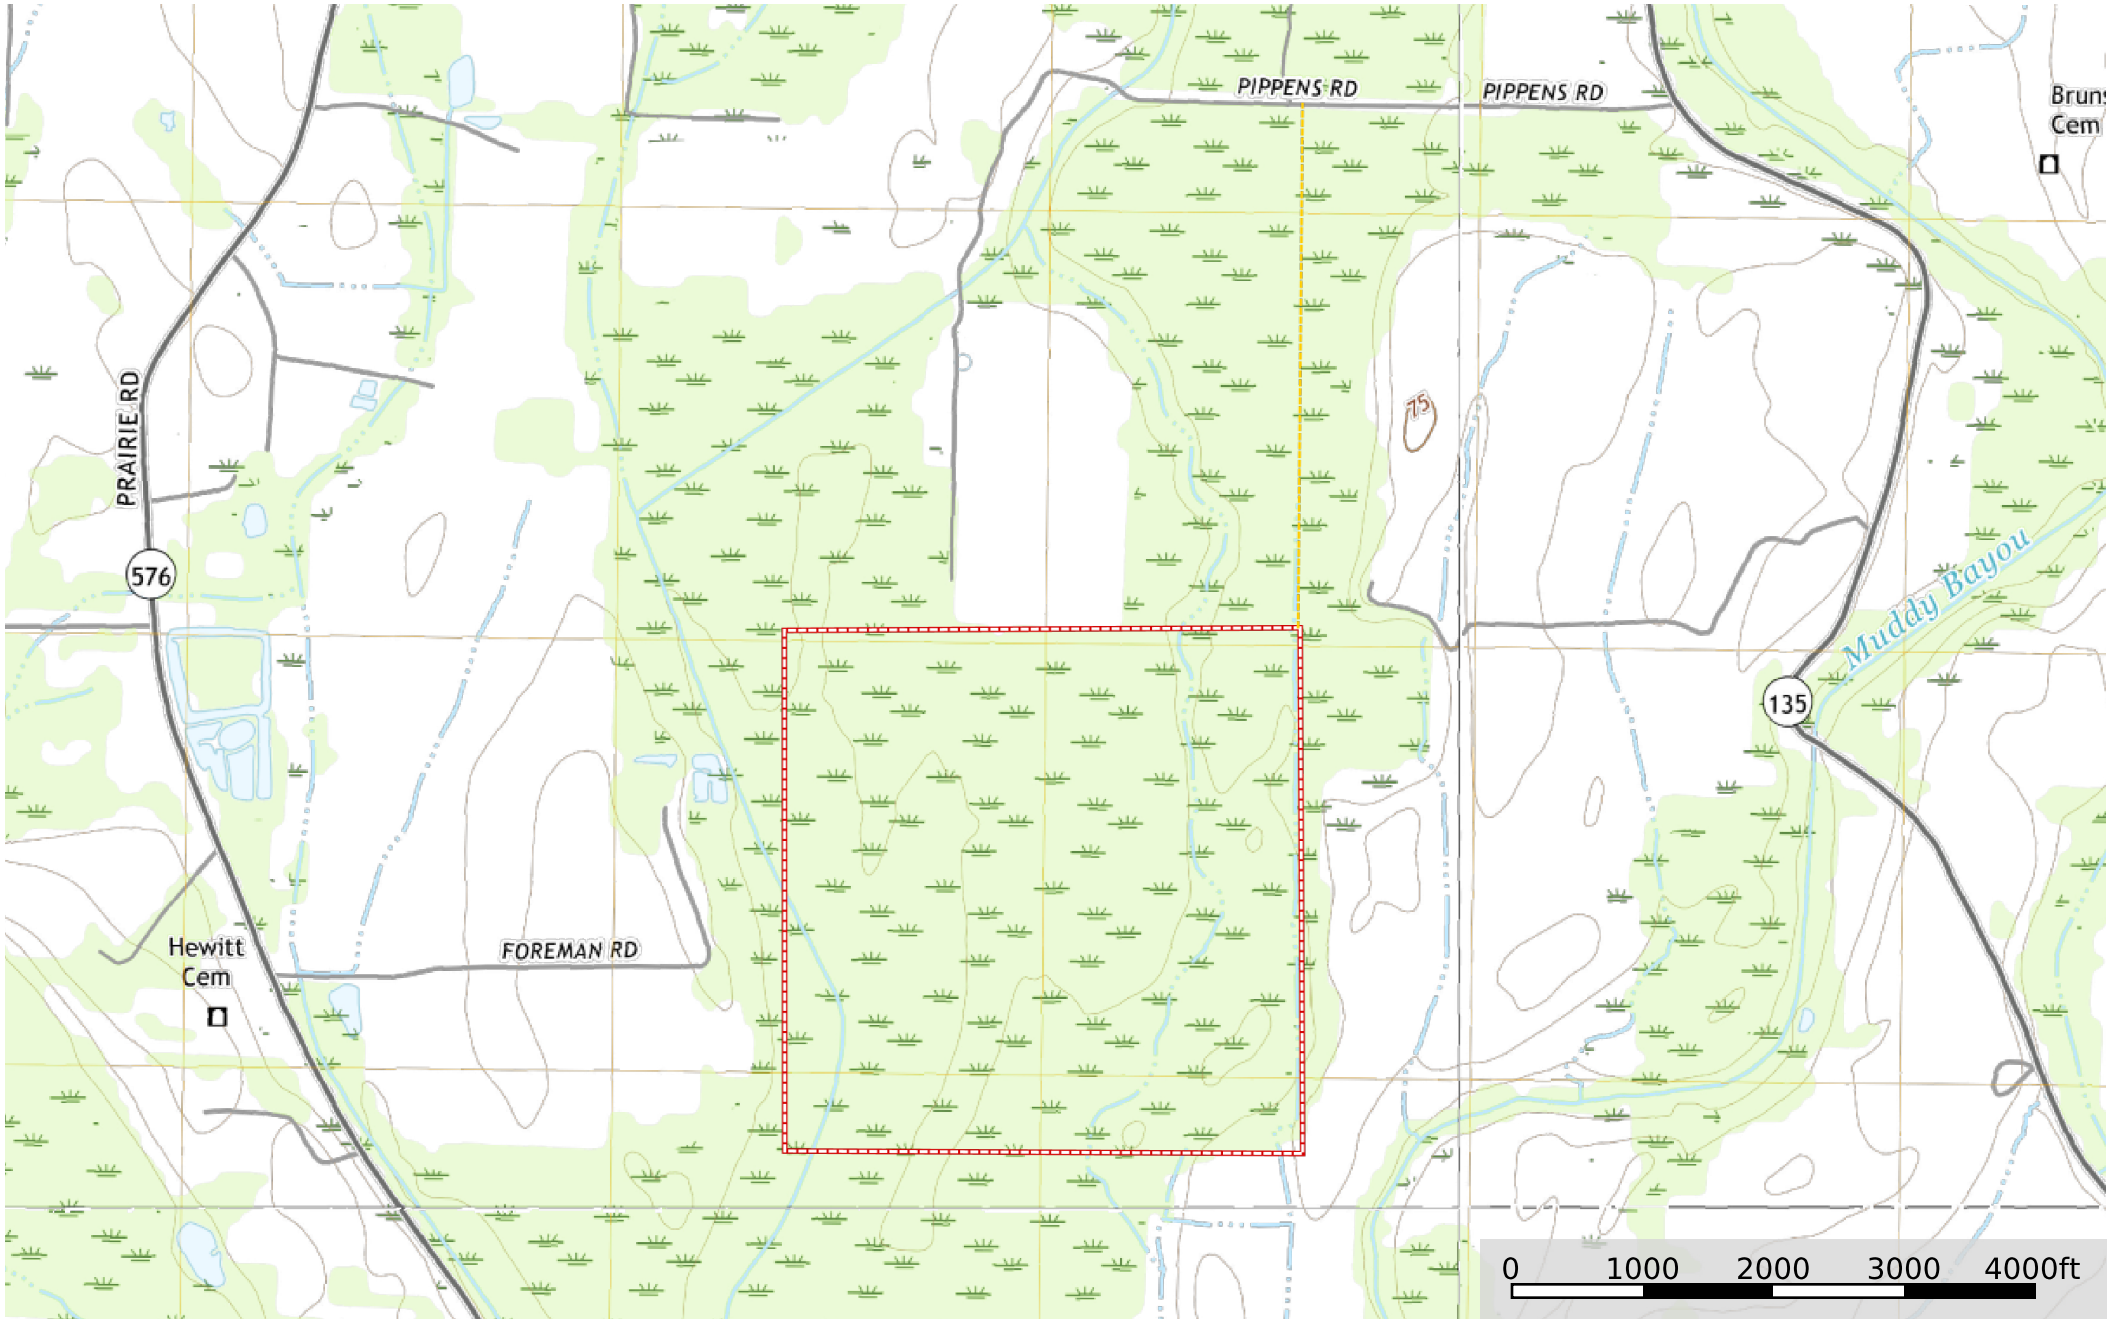 PIPPENS RD
PIPPENS RD
Bruns
Cem
PRAIRIE RD
75
576
Muddy Bayou
135
Hewitt
Cem
FOREMAN RD
0 1000 2000 3000 4000ft